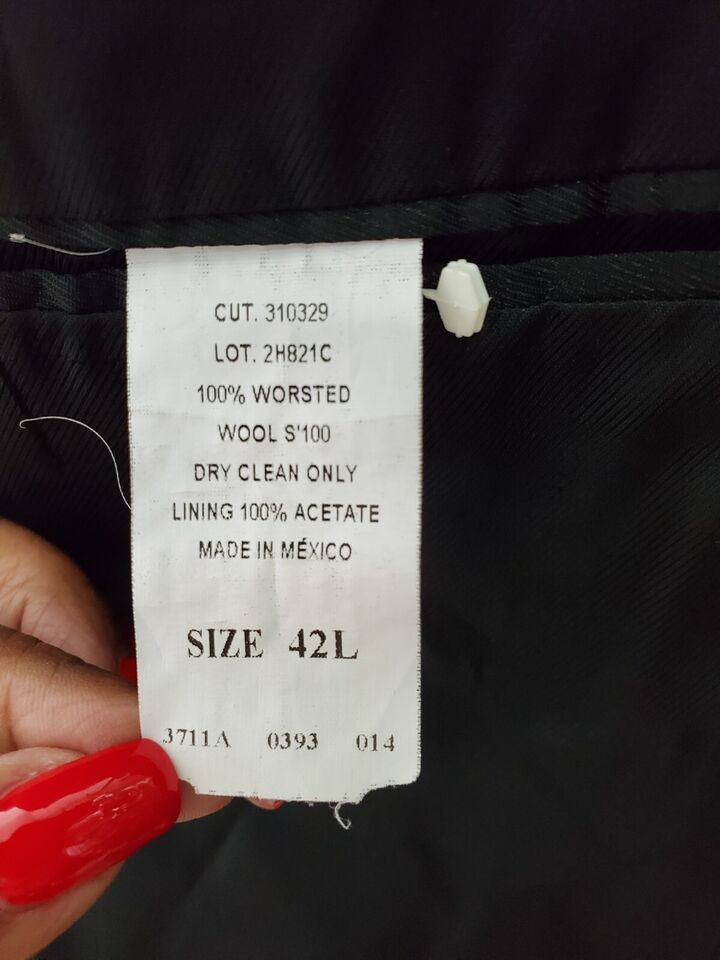 CUT. 310329
LOT. 2H821C
100% WORSTED
WOOL S'100
DRY CLEAN ONLY
LINING 100% ACETATE
MADE IN MÉXICO
SIZE 42L
3711A 0393 014